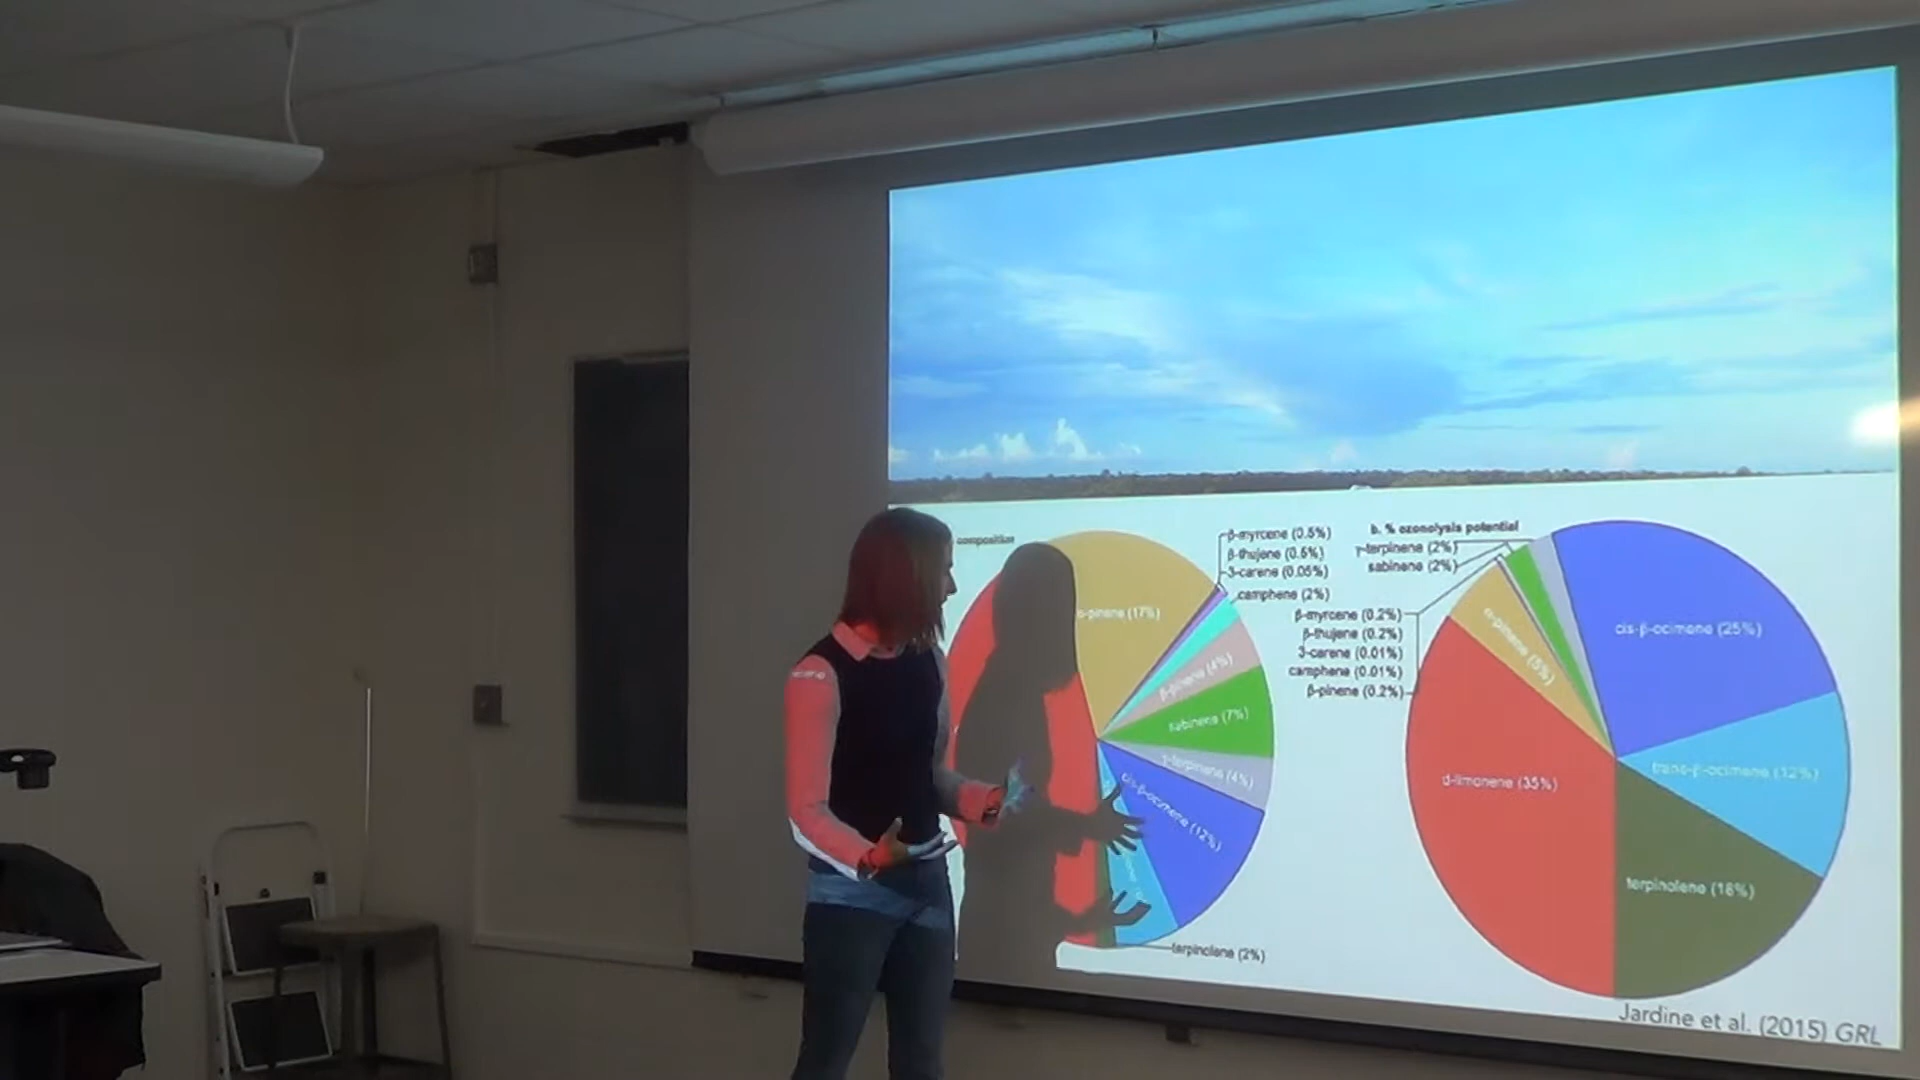 composition
α-pinene (17%)
β-myrcene (0.5%)
β-thujene (0.5%)
3-carene (0.05%)
camphene (2%)
β-pinene (4%)
sabinene (7%)
γ-terpinene (4%)
cis-β-ocimene (12%)
terpinolene (2%)
b. % ozonolysis potential
γ-terpinene (2%)
sabinene (2%)
β-myrcene (0.2%)
β-thujene (0.2%)
3-carene (0.01%)
camphene (0.01%)
β-pinene (0.2%)
α-pinene (5%)
cis-β-ocimene (25%)
trans-β-ocimene (12%)
d-limonene (35%)
terpinolene (18%)
Jardine et al. (2015) GRL